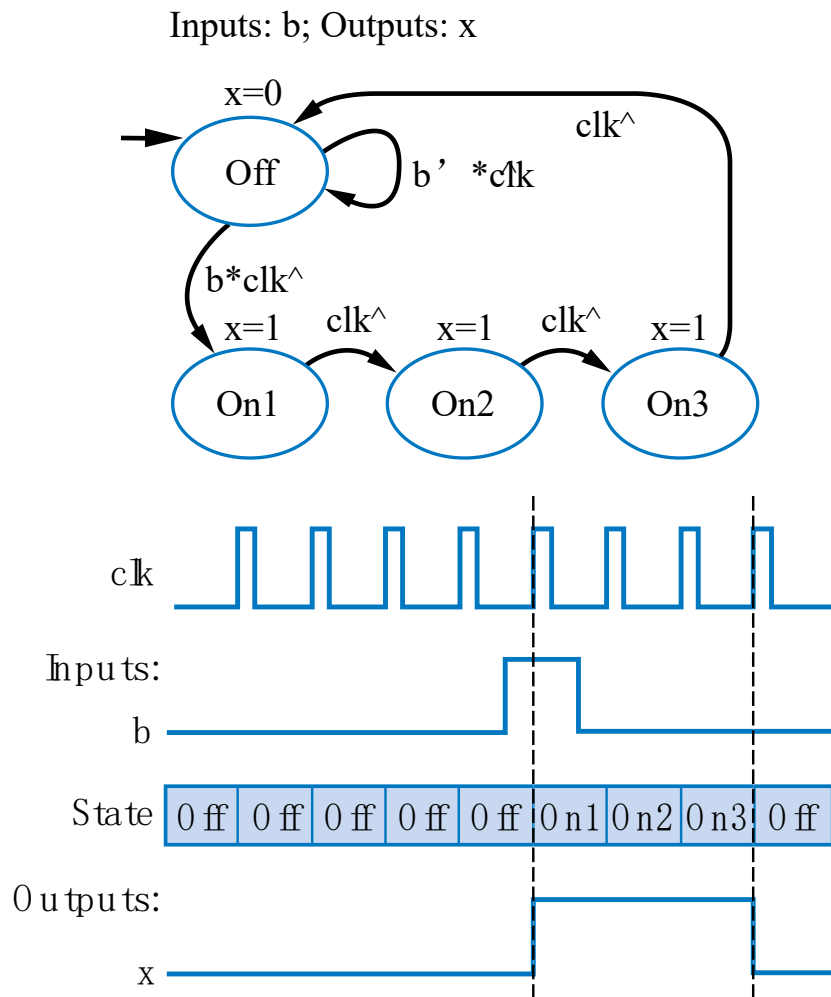 Inputs: b; Outputs: x
x=0
clk^
Off
b’ *clk^
b*clk^
x=1
clk^
x=1
clk^
x=1
On1
On2
On3
clk
Inputs:
b
State
Off
Off
Off
Off
Off
On1
On2
On3
Off
Outputs:
x